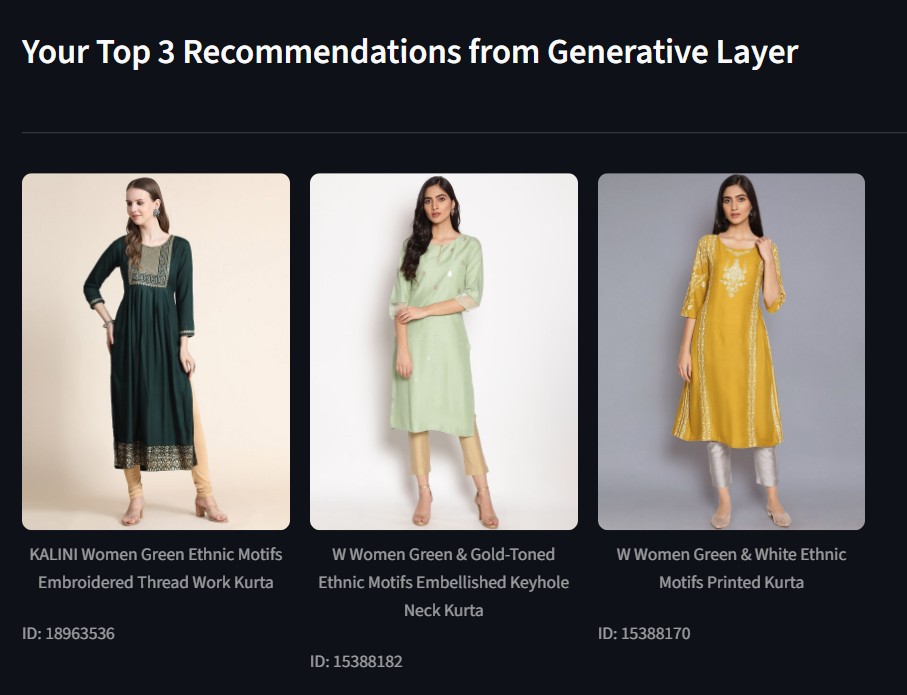 Your Top 3 Recommendations from Generative Layer
KALINI Women Green Ethnic Motifs
Embroidered Thread Work Kurta
ID: 18963536
W Women Green & Gold-Toned
Ethnic Motifs Embellished Keyhole
Neck Kurta
ID: 15388182
W Women Green & White Ethnic
Motifs Printed Kurta
ID: 15388170